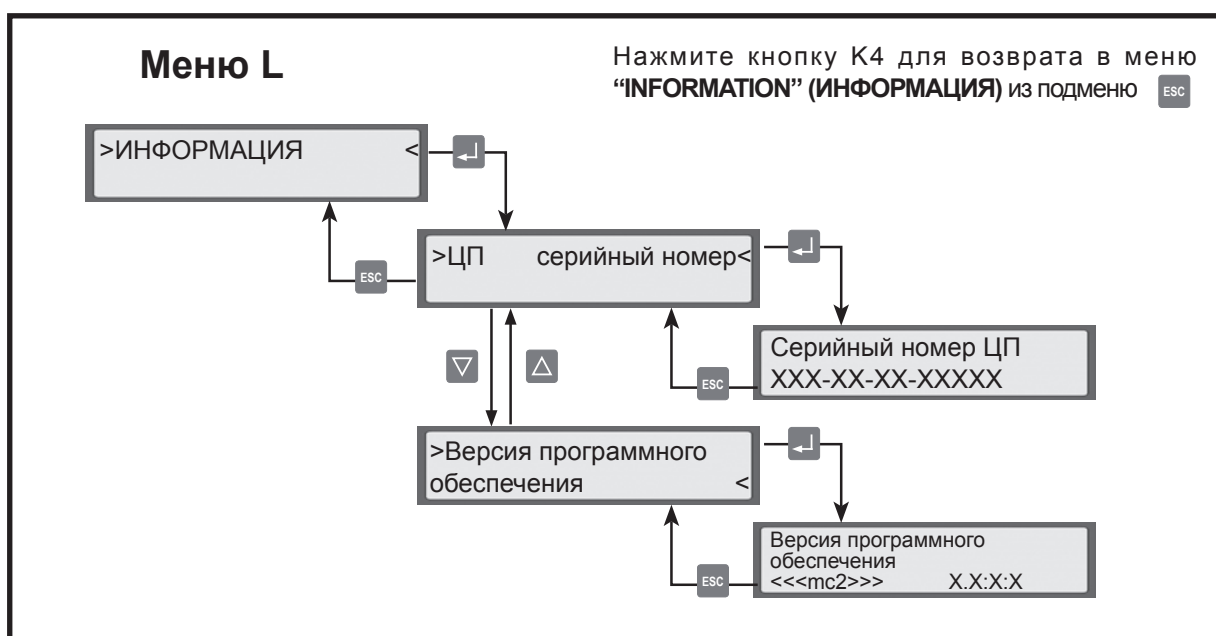 Меню L
Нажмите кнопку К4 для возврата в меню
“INFORMATION” (ИНФОРМАЦИЯ) из подменю ESC
>ИНФОРМАЦИЯ <
ESC
>ЦП серийный номер<
Серийный номер ЦП
XXX-XX-XX-XXXXX
ESC
>Версия программного
обеспечения <
Версия программного
обеспечения
<<<mc2>>> X.X:X:X
ESC